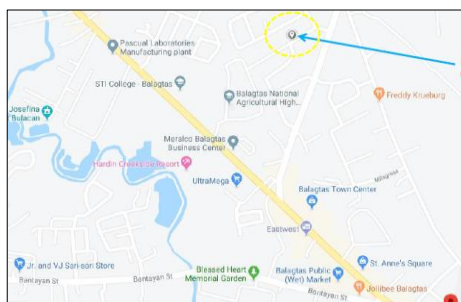 Pascual Laboratories
Manufacturing plant
STI College - Balagtas
Balagtas National
Agricultural High...
Freddy Krueburg
Josefina
Bulacan
Meralco Balagtas
Business Center
Hardin Creekside Resort
UltraMega
Balagtas Town Center
Eastwest
Jr. and VJ Sari-sari Store
St. Anne's Square
Bentayan St
Bentayan St
Blessed Heart
Memorial Garden
Balagtas Public
(Wet) Market
Bentayan St
Jollibee Balagtas